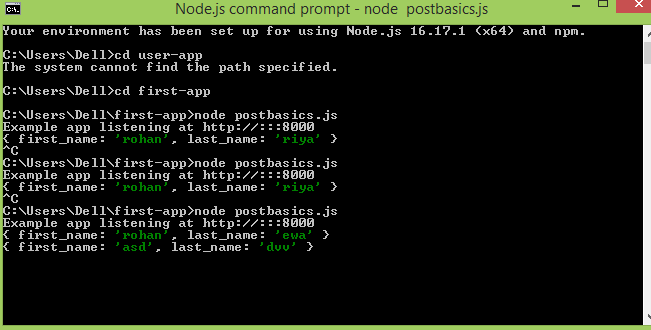 Node.js command prompt - node  postbasics.js
Your environment has been set up for using Node.js 16.17.1 (x64) and npm.
C:\Users\Dell>cd user-app
The system cannot find the path specified.
C:\Users\Dell>cd first-app
C:\Users\Dell\first-app>node postbasics.js
Example app listening at http://:::8000
{ first_name: 'rohan', last_name: 'riya' }
^C
C:\Users\Dell\first-app>node postbasics.js
Example app listening at http://:::8000
{ first_name: 'rohan', last_name: 'riya' }
^C
C:\Users\Dell\first-app>node postbasics.js
Example app listening at http://:::8000
{ first_name: 'rohan', last_name: 'ewa' }
{ first_name: 'asd', last_name: 'dvv' }